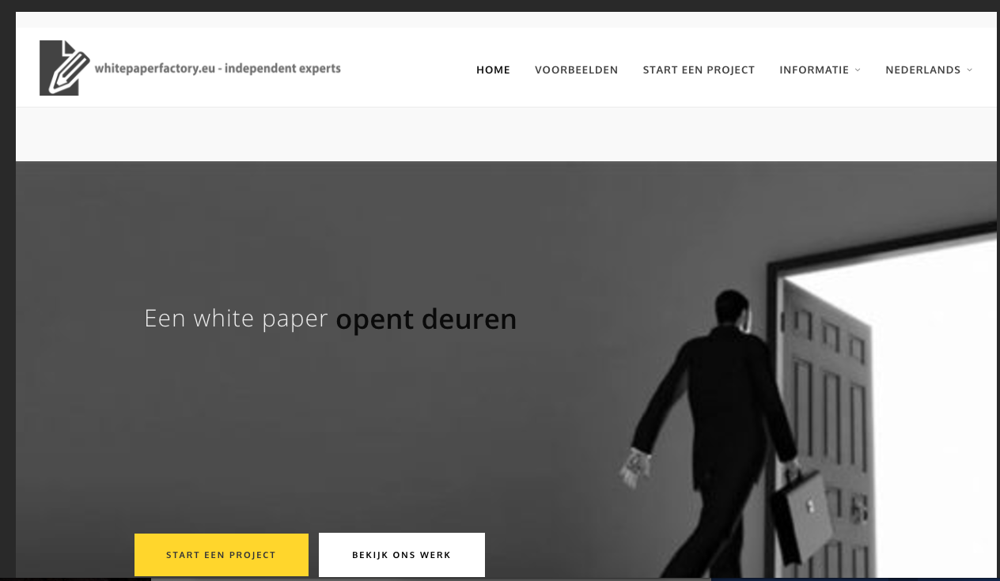 whitepaperfactory.eu - independent experts
HOME VOORBEELDEN START EEN PROJECT INFORMATIE NEDERLANDS
Een white paper opent deuren
START EEN PROJECT BEKIJK ONS WERK